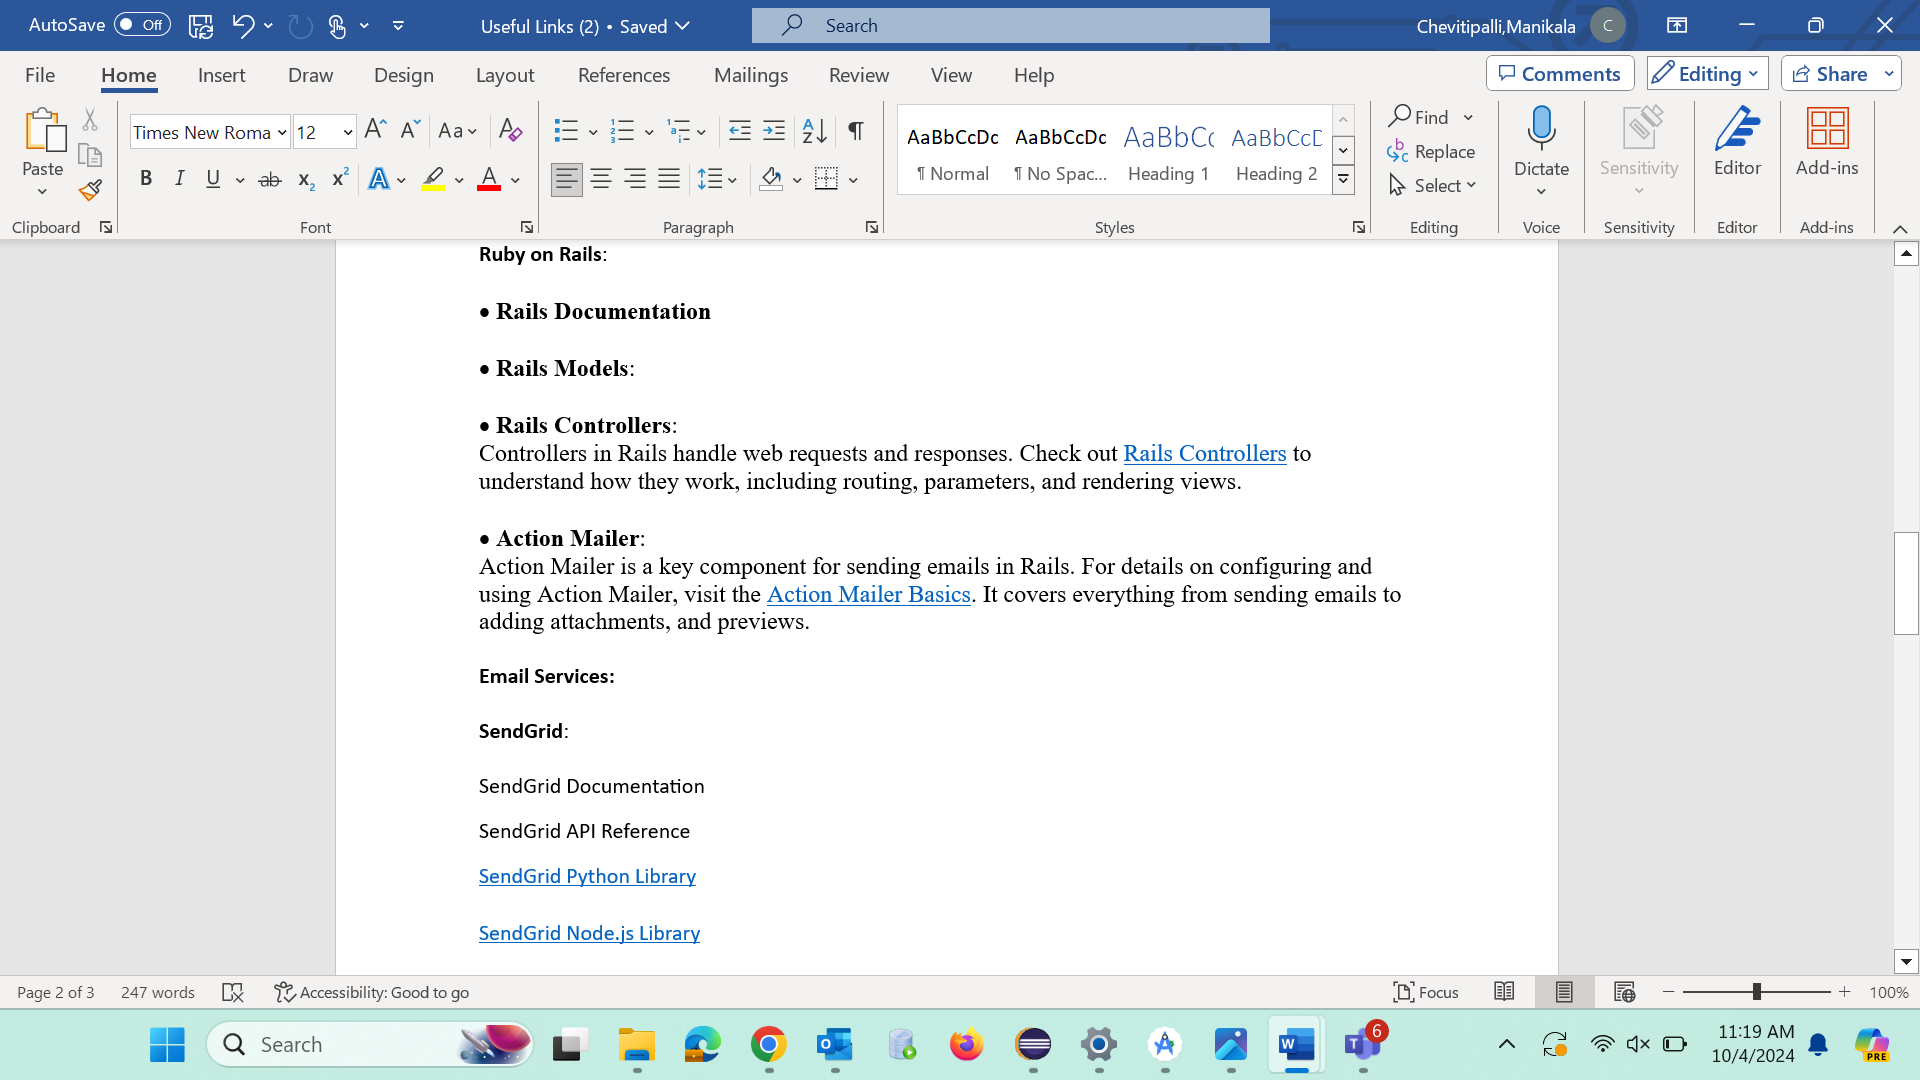 AutoSave Off Useful Links (2) • Saved Search Chevitipalli,Manikala C
File Home Insert Draw Design Layout References Mailings Review View Help Comments Editing Share
Times New Roma 12 Aa AaBbCcDc AaBbCcDc AaBbCc AaBbCcD Find
Paste ¶ Normal ¶ No Spac... Heading 1 Heading 2 Replace Dictate Sensitivity Editor Add-ins
Select
Clipboard Font Paragraph Styles Editing Voice Sensitivity Editor Add-ins
Ruby on Rails:
• Rails Documentation
• Rails Models:
• Rails Controllers:
Controllers in Rails handle web requests and responses. Check out Rails Controllers to
understand how they work, including routing, parameters, and rendering views.
• Action Mailer:
Action Mailer is a key component for sending emails in Rails. For details on configuring and
using Action Mailer, visit the Action Mailer Basics. It covers everything from sending emails to
adding attachments, and previews.
Email Services:
SendGrid:
SendGrid Documentation
SendGrid API Reference
SendGrid Python Library
SendGrid Node.js Library
Page 2 of 3 247 words Accessibility: Good to go Focus 100%
Search 6 11:19 AM
10/4/2024 PRE